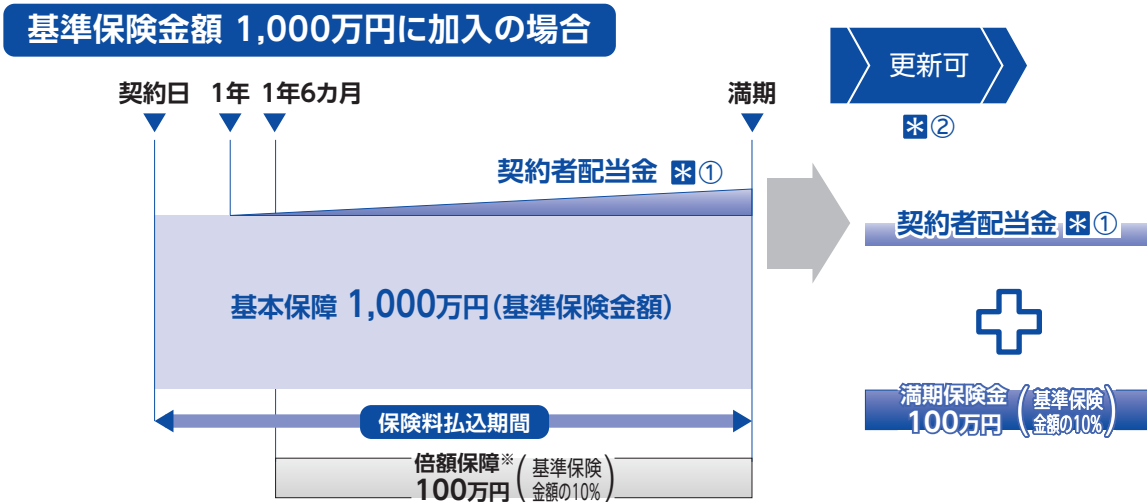 基準保険金額 1,000万円に加入の場合
更新可
*②
契約日 1年 1年6カ月 満期
契約者配当金 *①
基本保障 1,000万円(基準保険金額)
保険料払込期間
倍額保障※
100万円
(基準保険
金額の10%)
契約者配当金 *①
満期保険金
100万円
(基準保険
金額の10%)